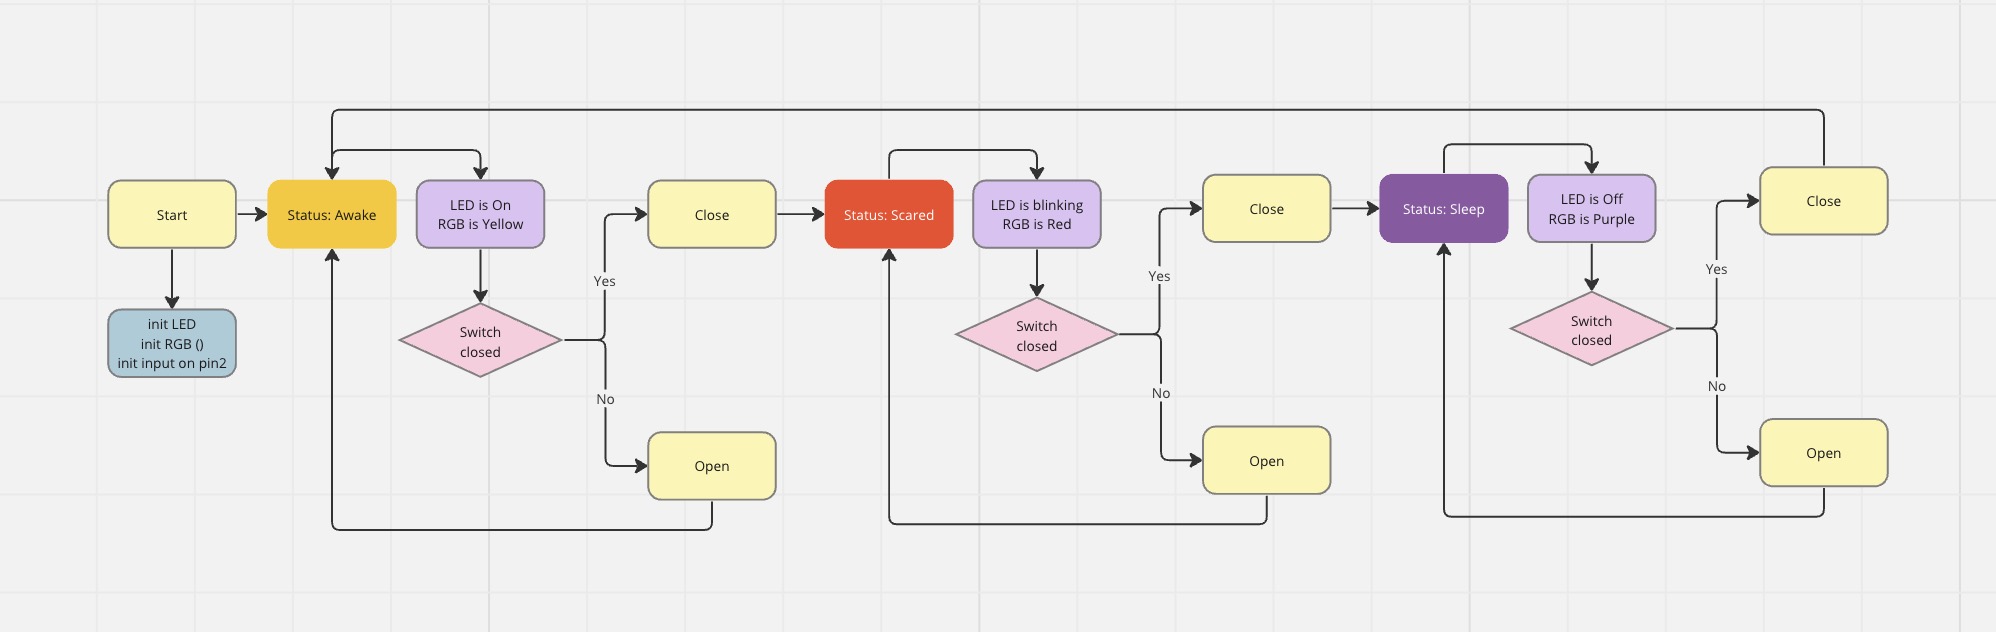 Start
init LED
init RGB ()
init input on pin2
Status: Awake
LED is On
RGB is Yellow
Switch
closed
Yes
No
Close
Open
Status: Scared
LED is blinking
RGB is Red
Switch
closed
Yes
No
Close
Open
Status: Sleep
LED is Off
RGB is Purple
Switch
closed
Yes
No
Close
Open